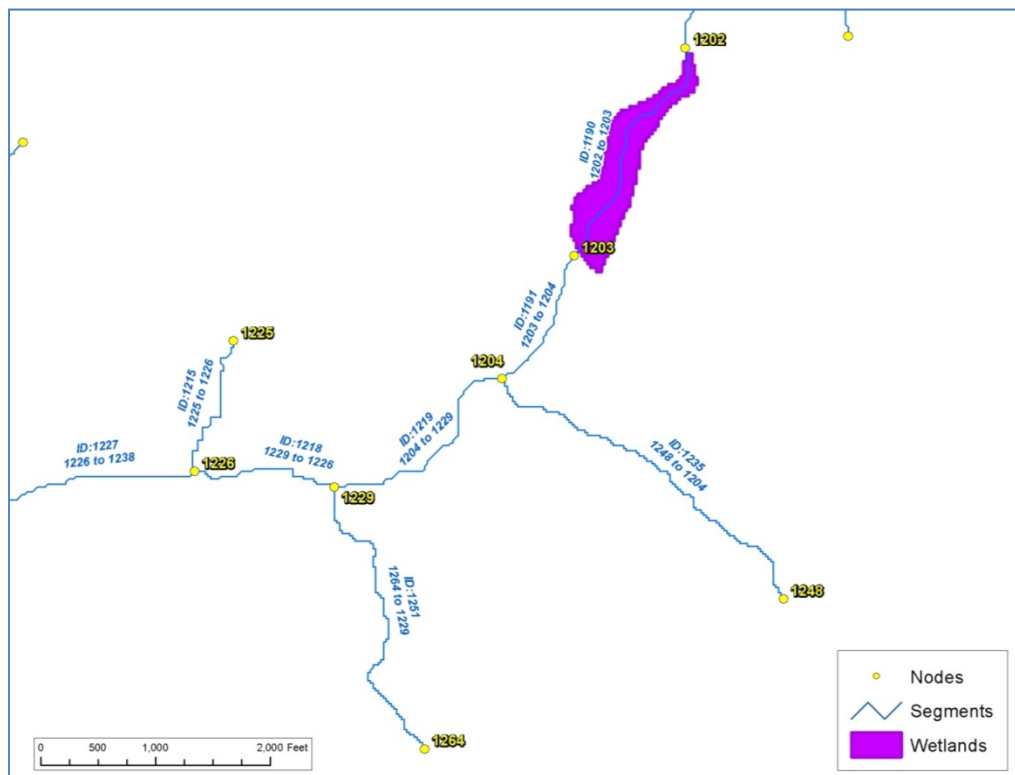 1202
ID:1190
1202 to 1203
1203
ID:1191
1203 to 1204
1225
1204
ID:1215
1225 to 1226
ID:1219
1204 to 1229
ID:1227
1226 to 1238
1226
ID:1218
1229 to 1226
ID:1235
1248 to 1204
1229
ID:1251
1264 to 1229
1248
1264
0 500 1,000 2,000 Feet
Nodes
Segments
Wetlands